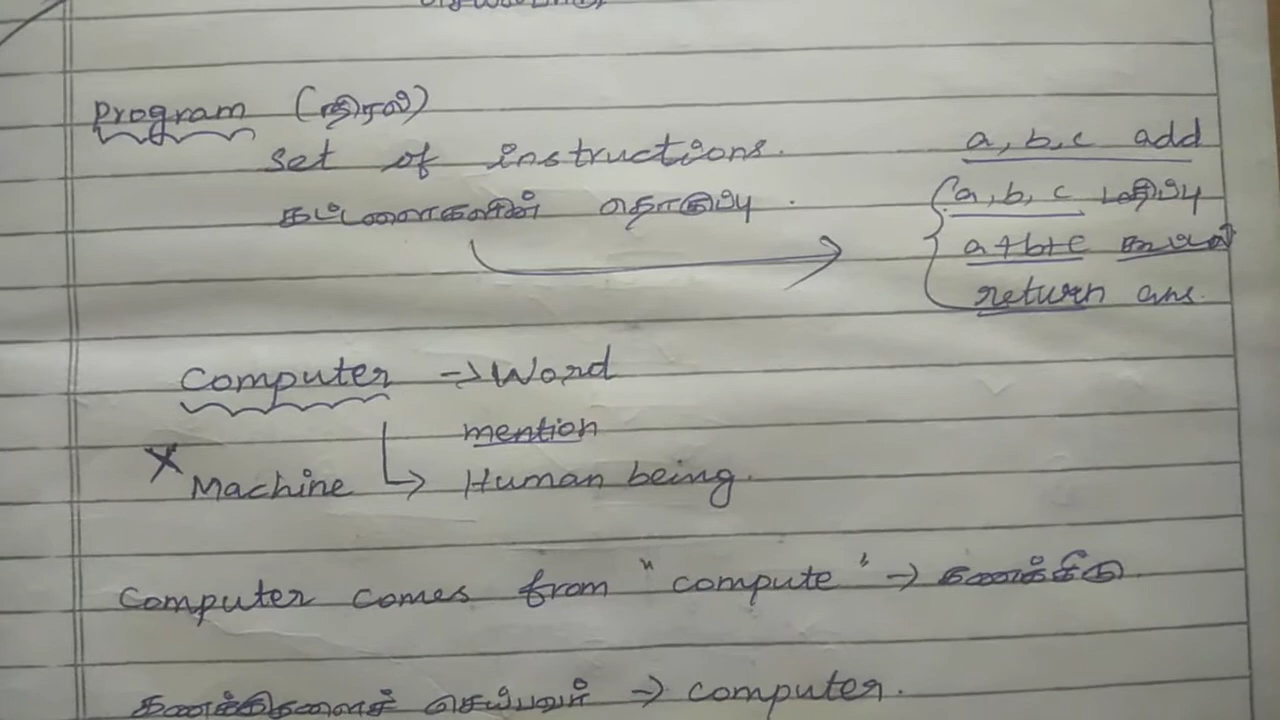 Program (நிரல்)
set of instructions.
கட்டளைகளின் தொகுப்பு.
a, b, c add
a, b, c மதிப்பு
a+b+c
return ans.
Computer → Word
mention
x Machine → Human being.
Computer comes from "compute" → கணக்கிடு.
செய்பவர் → computer.